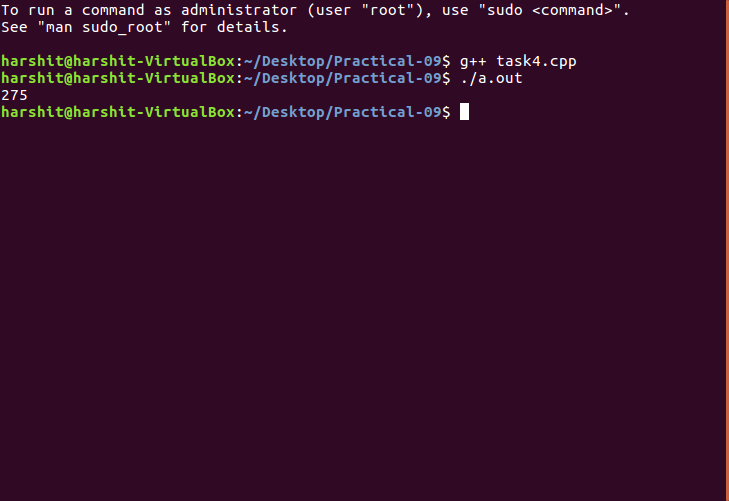 To run a command as administrator (user "root"), use "sudo <command>".
See "man sudo_root" for details.
harshit@harshit-VirtualBox:~/Desktop/Practical-09$ g++ task4.cpp
harshit@harshit-VirtualBox:~/Desktop/Practical-09$ ./a.out
275
harshit@harshit-VirtualBox:~/Desktop/Practical-09$